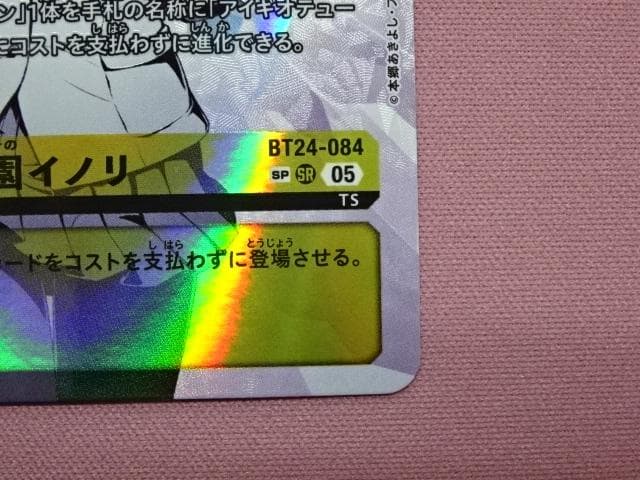 ン」1体を手札の名称に「アイキオテュー
にコストを支払わずに進化できる。
©本郷あきよし・フ
BT24-084
園イノリ
SP SR 05
TS
ードをコストを支払わずに登場させる。